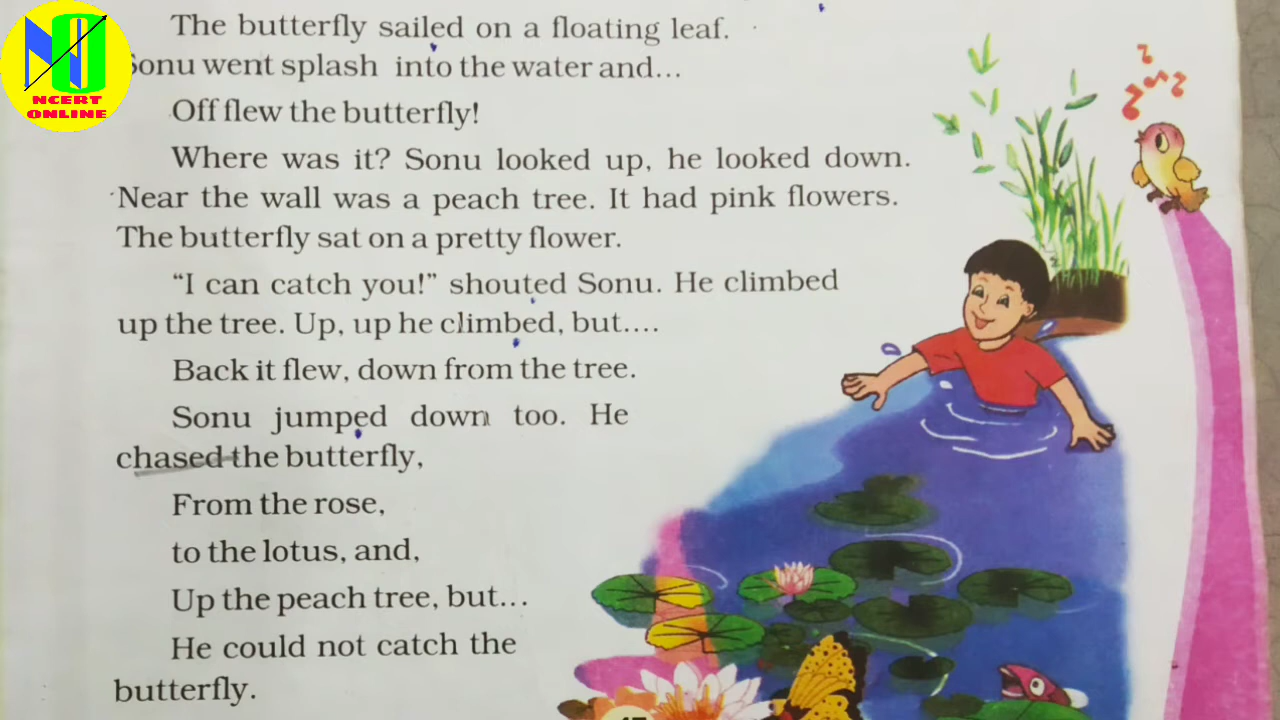 NCERT
ONLINE
The butterfly sailed on a floating leaf.
Sonu went splash into the water and...
Off flew the butterfly!
Where was it? Sonu looked up, he looked down.
Near the wall was a peach tree. It had pink flowers.
The butterfly sat on a pretty flower.
“I can catch you!” shouted Sonu. He climbed
up the tree. Up, up he climbed, but....
Back it flew, down from the tree.
Sonu jumped down too. He
chased the butterfly,
From the rose,
to the lotus, and,
Up the peach tree, but...
He could not catch the
butterfly.